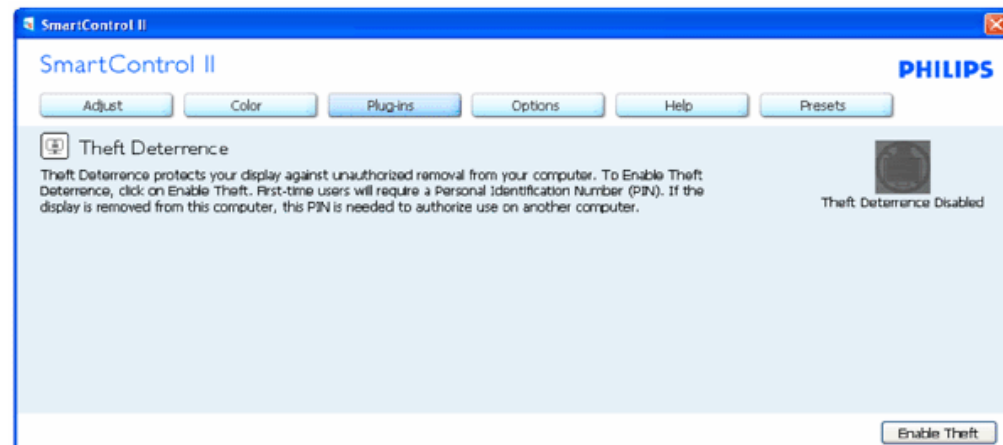 SmartControl II
SmartControl II
PHILIPS
Adjust Color Plug-ins Options Help Presets
Theft Deterrence
Theft Deterrence protects your display against unauthorized removal from your computer. To Enable Theft
Deterrence, click on Enable Theft. First-time users will require a Personal Identification Number (PIN). If the
display is removed from this computer, this PIN is needed to authorize use on another computer.
Theft Deterrence Disabled
Enable Theft